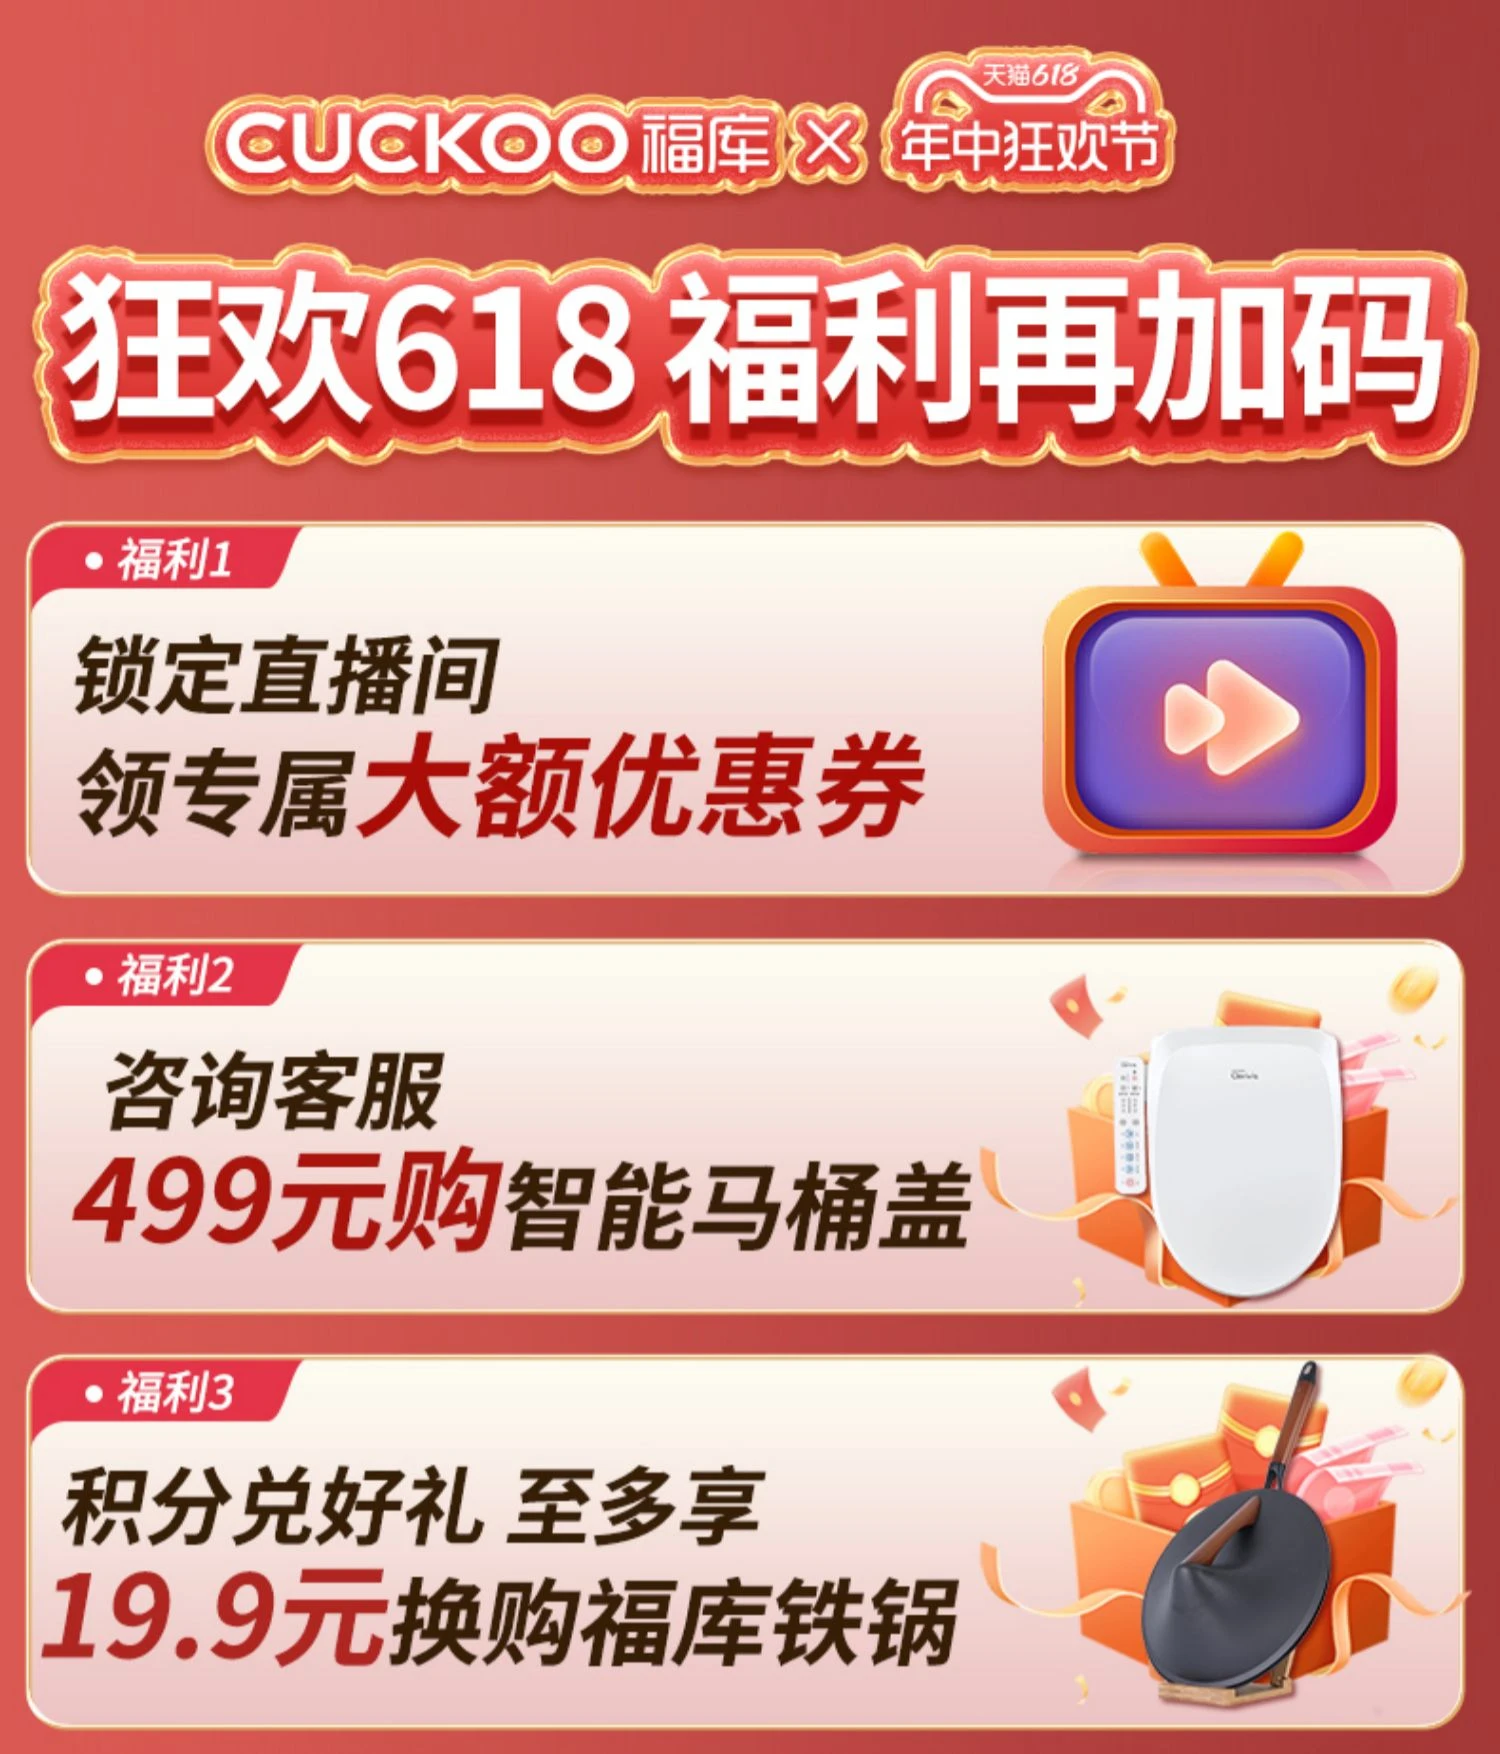 天猫618
CUCKOO福库×年中狂欢节
狂欢618 福利再加码
• 福利1
锁定直播间
领专属大额优惠券
• 福利2
咨询客服
499元购智能马桶盖
• 福利3
积分兑好礼 至多享
19.9元换购福库铁锅